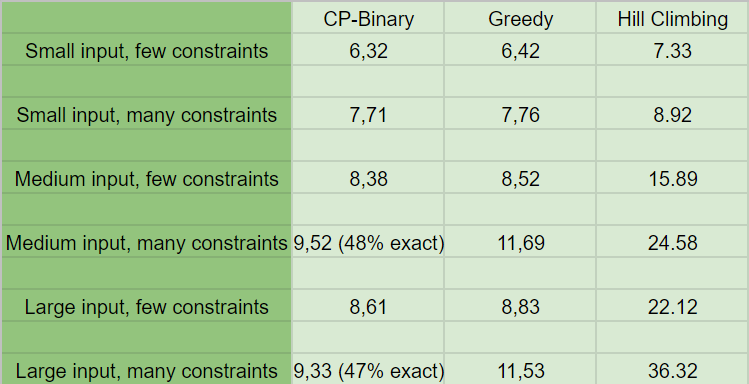 CP-Binary Greedy Hill Climbing
Small input, few constraints 6,32 6,42 7.33
Small input, many constraints 7,71 7,76 8.92
Medium input, few constraints 8,38 8,52 15.89
Medium input, many constraints 9,52 (48% exact) 11,69 24.58
Large input, few constraints 8,61 8,83 22.12
Large input, many constraints 9,33 (47% exact) 11,53 36.32